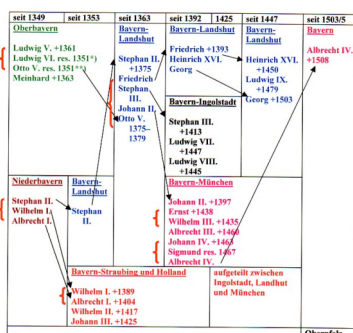 seit 1349
seit 1353
seit 1363
seit 1392
1425
seit 1447
seit 1503/5
Oberbayern
Ludwig V. +1361
Ludwig VI. res. 1351*)
Otto V. res. 1351**)
Meinhard +1363
Bayern-
Landshut
Stephan II.
+1375
Friedrich
Stephan
III.
Johann II.
Otto V.
1375–
1379
Bayern-Landshut
Friedrich +1393
Heinrich XVI.
Georg
Bayern-
Landshut
Heinrich XVI.
+1450
Ludwig IX.
+1479
Georg +1503
Bayern
Albrecht IV.
+1508
Bayern-Ingolstadt
Stephan III.
+1413
Ludwig VII.
+1447
Ludwig VIII.
+1445
Niederbayern
Stephan II.
Wilhelm I.
Albrecht I.
Bayern-
Landshut
Stephan
II.
Bayern-München
Johann II. +1397
Ernst +1438
Wilhelm III. +1435
Albrecht III. +1460
Johann IV. +1463
Sigmund res. 1467
Albrecht IV.
Bayern-Straubing und Holland
Wilhelm I. +1389
Albrecht I. +1404
Wilhelm II. +1417
Johann III. +1425
aufgeteilt zwischen
Ingolstadt, Landhut
und München